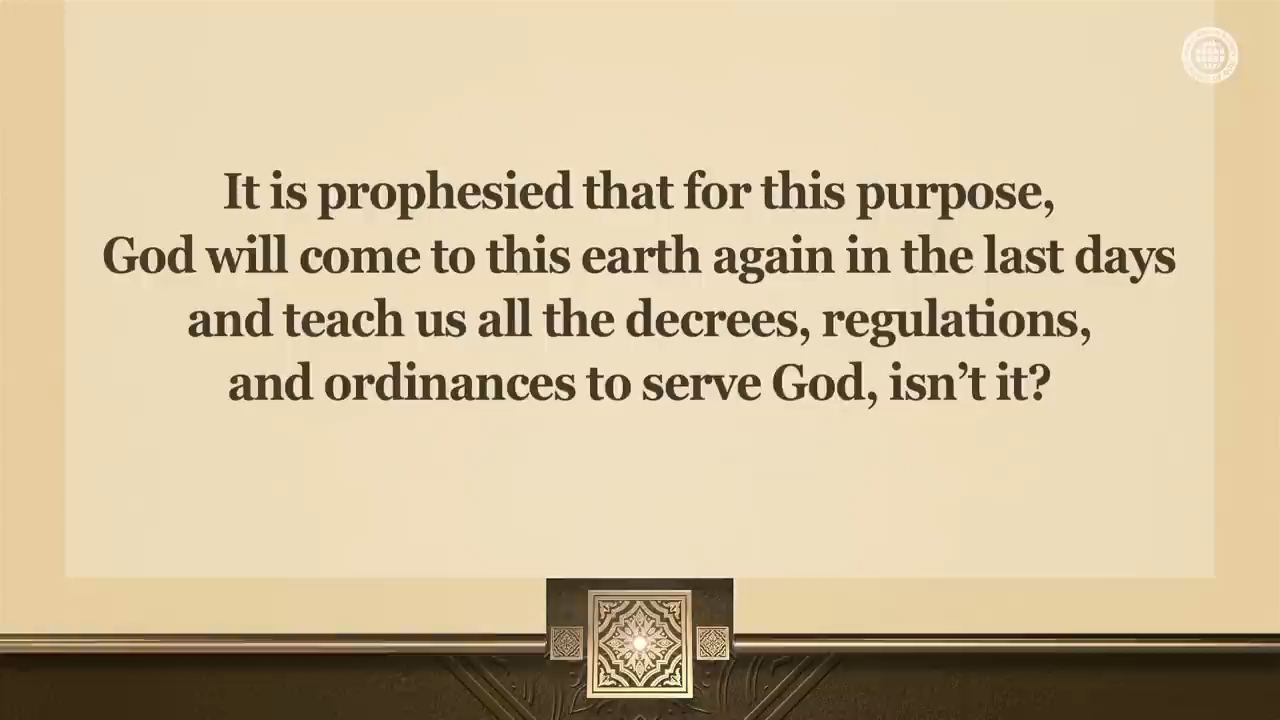 It is prophesied that for this purpose,
God will come to this earth again in the last days
and teach us all the decrees, regulations,
and ordinances to serve God, isn’t it?